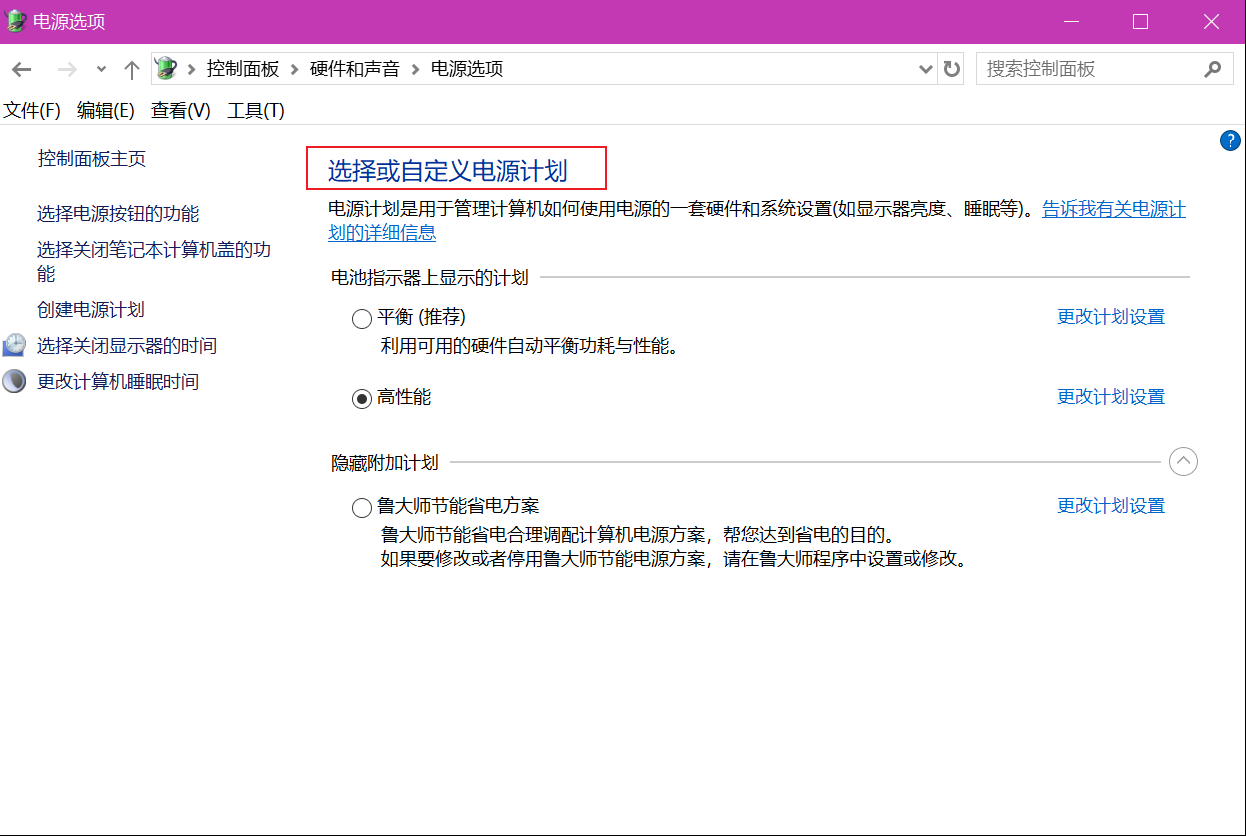 电源选项
控制面板 硬件和声音 电源选项
搜索控制面板
文件(F) 编辑(E) 查看(V) 工具(T)
?
控制面板主页
选择电源按钮的功能
选择关闭笔记本计算机盖的功
能
创建电源计划
选择关闭显示器的时间
更改计算机睡眠时间
选择或自定义电源计划
电源计划是用于管理计算机如何使用电源的一套硬件和系统设置(如显示器亮度、睡眠等)。告诉我有关电源计
划的详细信息
电池指示器上显示的计划
平衡 (推荐) 更改计划设置
利用可用的硬件自动平衡功耗与性能。
高性能 更改计划设置
隐藏附加计划
鲁大师节能省电方案 更改计划设置
鲁大师节能省电合理调配计算机电源方案，帮您达到省电的目的。
如果要修改或者停用鲁大师节能电源方案，请在鲁大师程序中设置或修改。